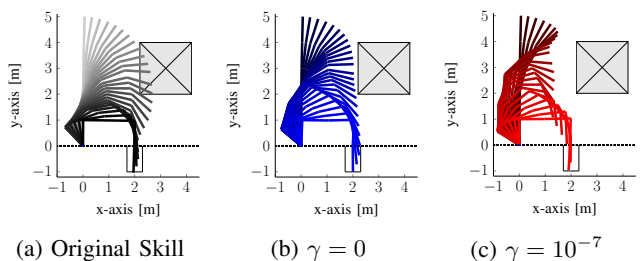 5
4
3
2
1
0
−1
y-axis [m]
0 1 2 3 4
x-axis [m]
(a) Original Skill
5
4
3
2
1
0
−1
y-axis [m]
0 1 2 3 4
x-axis [m]
(b) γ = 0
5
4
3
2
1
0
−1
y-axis [m]
−1 0 1 2 3 4
x-axis [m]
(c) γ = 10⁻⁷